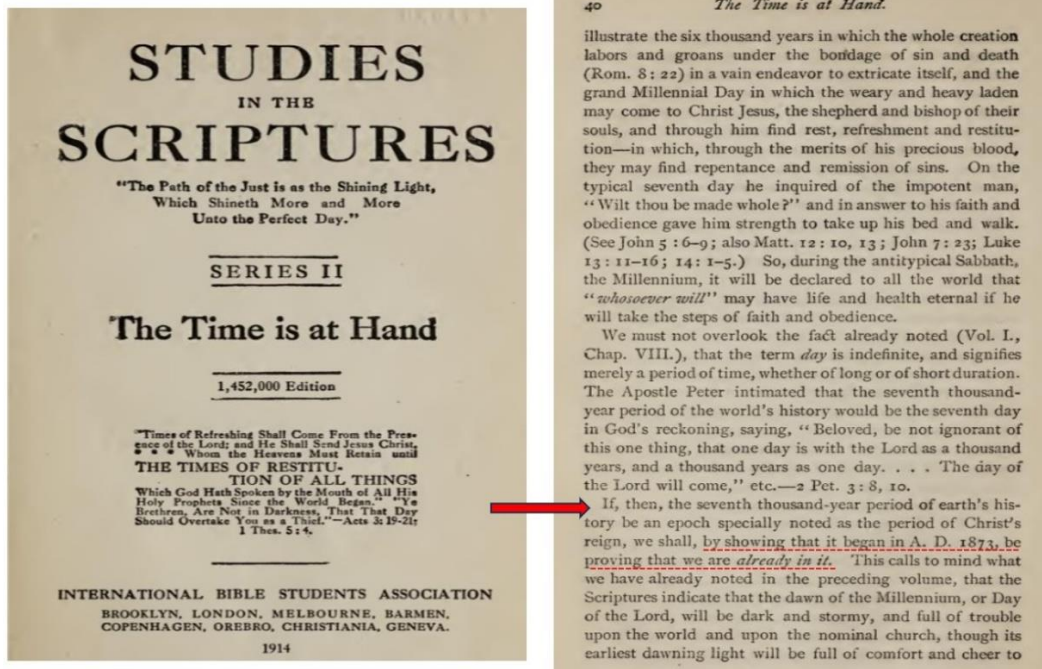 STUDIES
IN THE
SCRIPTURES
"The Path of the Just is as the Shining Light,
Which Shineth More and More
Unto the Perfect Day."
SERIES II
The Time is at Hand
1,452,000 Edition
"Times of Refreshing Shall Come From the Pres-
ence of the Lord; and He Shall Send Jesus Christ,
* * * Whom the Heavens Must Retain until
THE TIMES OF RESTITU-
TION OF ALL THINGS
Which God Hath Spoken by the Mouth of All His
Holy Prophets Since the World Began." "Ye
Brethren, Are Not in Darkness, That That Day
Should Overtake You as a Thief."—Acts 3: 19-21;
1 Thes. 5: 4.
INTERNATIONAL BIBLE STUDENTS ASSOCIATION
BROOKLYN, LONDON, MELBOURNE, BARMEN,
COPENHAGEN, OREBRO, CHRISTIANIA, GENEVA.
1914
40 The Time is at Hand.
illustrate the six thousand years in which the whole creation
labors and groans under the bondage of sin and death
(Rom. 8: 22) in a vain endeavor to extricate itself, and the
grand Millennial Day in which the weary and heavy laden
may come to Christ Jesus, the shepherd and bishop of their
souls, and through him find rest, refreshment and restitu-
tion—in which, through the merits of his precious blood,
they may find repentance and remission of sins. On the
typical seventh day he inquired of the impotent man,
"Wilt thou be made whole?" and in answer to his faith and
obedience gave him strength to take up his bed and walk.
(See John 5: 6–9; also Matt. 12: 10, 13; John 7: 23; Luke
13: 11–16; 14: 1–5.) So, during the antitypical Sabbath,
the Millennium, it will be declared to all the world that
"whosoever will" may have life and health eternal if he
will take the steps of faith and obedience.
We must not overlook the fact already noted (Vol. I.,
Chap. VIII.), that the term day is indefinite, and signifies
merely a period of time, whether of long or of short duration.
The Apostle Peter intimated that the seventh thousand-
year period of the world's history would be the seventh day
in God's reckoning, saying, "Beloved, be not ignorant of
this one thing, that one day is with the Lord as a thousand
years, and a thousand years as one day. . . . The day of
the Lord will come," etc.—2 Pet. 3: 8, 10.
If, then, the seventh thousand-year period of earth's his-
tory be an epoch specially noted as the period of Christ's
reign, we shall, by showing that it began in A. D. 1873, be
proving that we are already in it. This calls to mind what
we have already noted in the preceding volume, that the
Scriptures indicate that the dawn of the Millennium, or Day
of the Lord, will be dark and stormy, and full of trouble
upon the world and upon the nominal church, though its
earliest dawning light will be full of comfort and cheer to